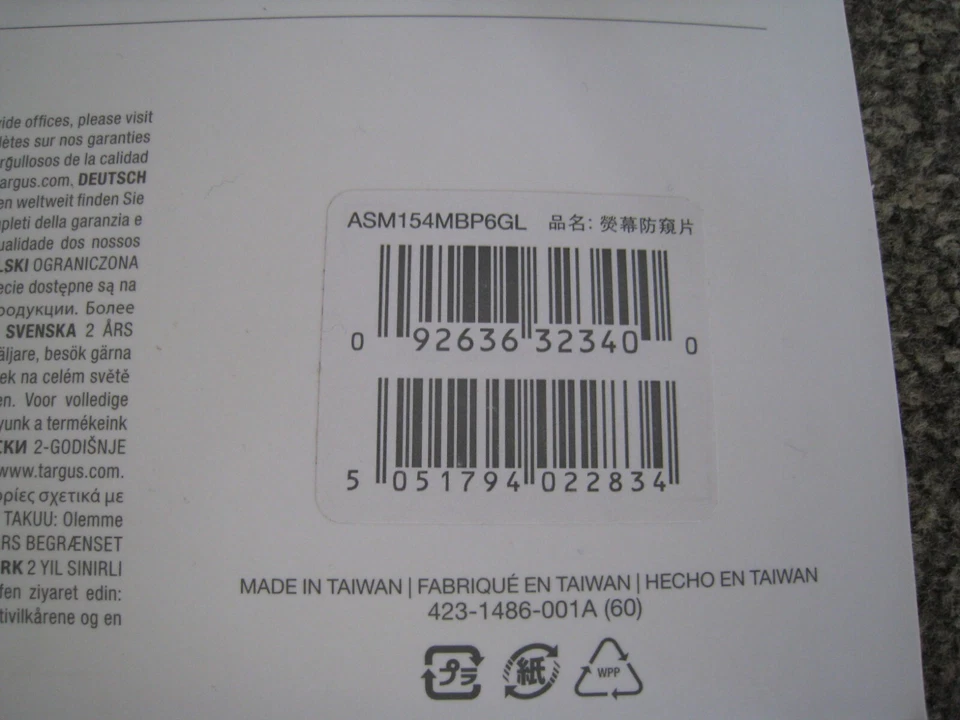 vide offices, please visit
lètes sur nos garanties
rgullosos de la calidad
targus.com, DEUTSCH
en weltweit finden Sie
mpleti della garanzia e
ualidade dos nossos
LSKI OGRANICZONA
ecie dostępne są na
родукции. Более
SVENSKA 2 ÅRS
äljare, besök gärna
ek na celém světě
en. Voor volledige
yunk a termékeink
СКИ 2-GODIŠNJE
www.targus.com.
ορίες σχετικά με
TAKUU: Olemme
RS BEGRÆNSET
RK 2 YIL SINIRLI
fen ziyaret edin:
tivilkårene og en
ASM154MBP6GL 品名: 熒幕防窺片
0 92636 32340 0
5 051794 022834
MADE IN TAIWAN | FABRIQUÉ EN TAIWAN | HECHO EN TAIWAN
423-1486-001A (60)
プラ 紙 WPP